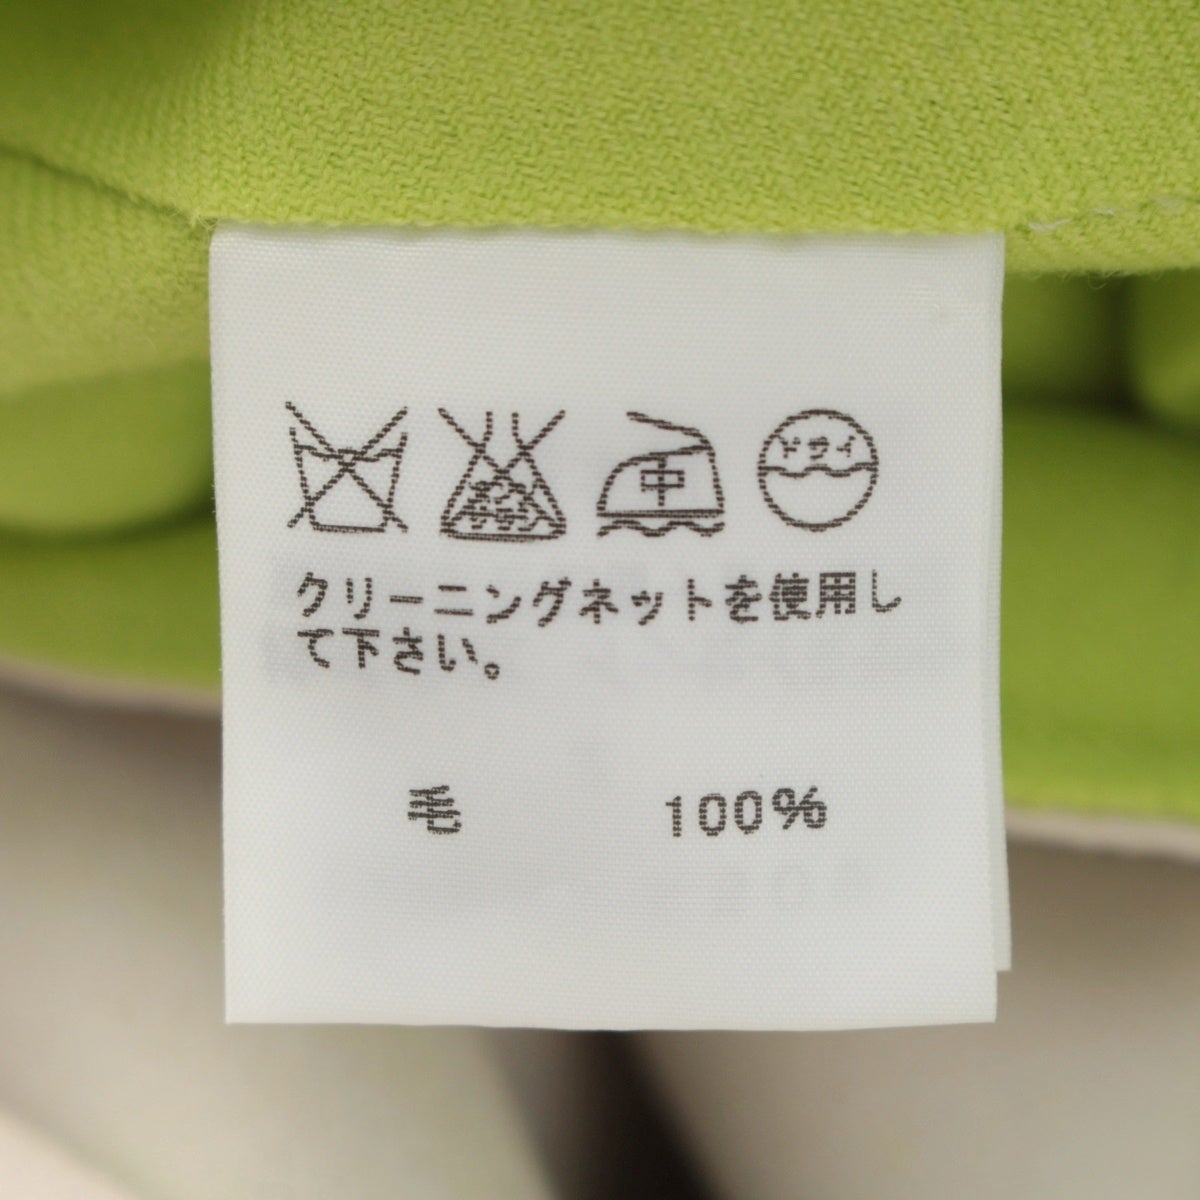 中 ドライ
クリーニングネットを使用し
て下さい。
毛 100%